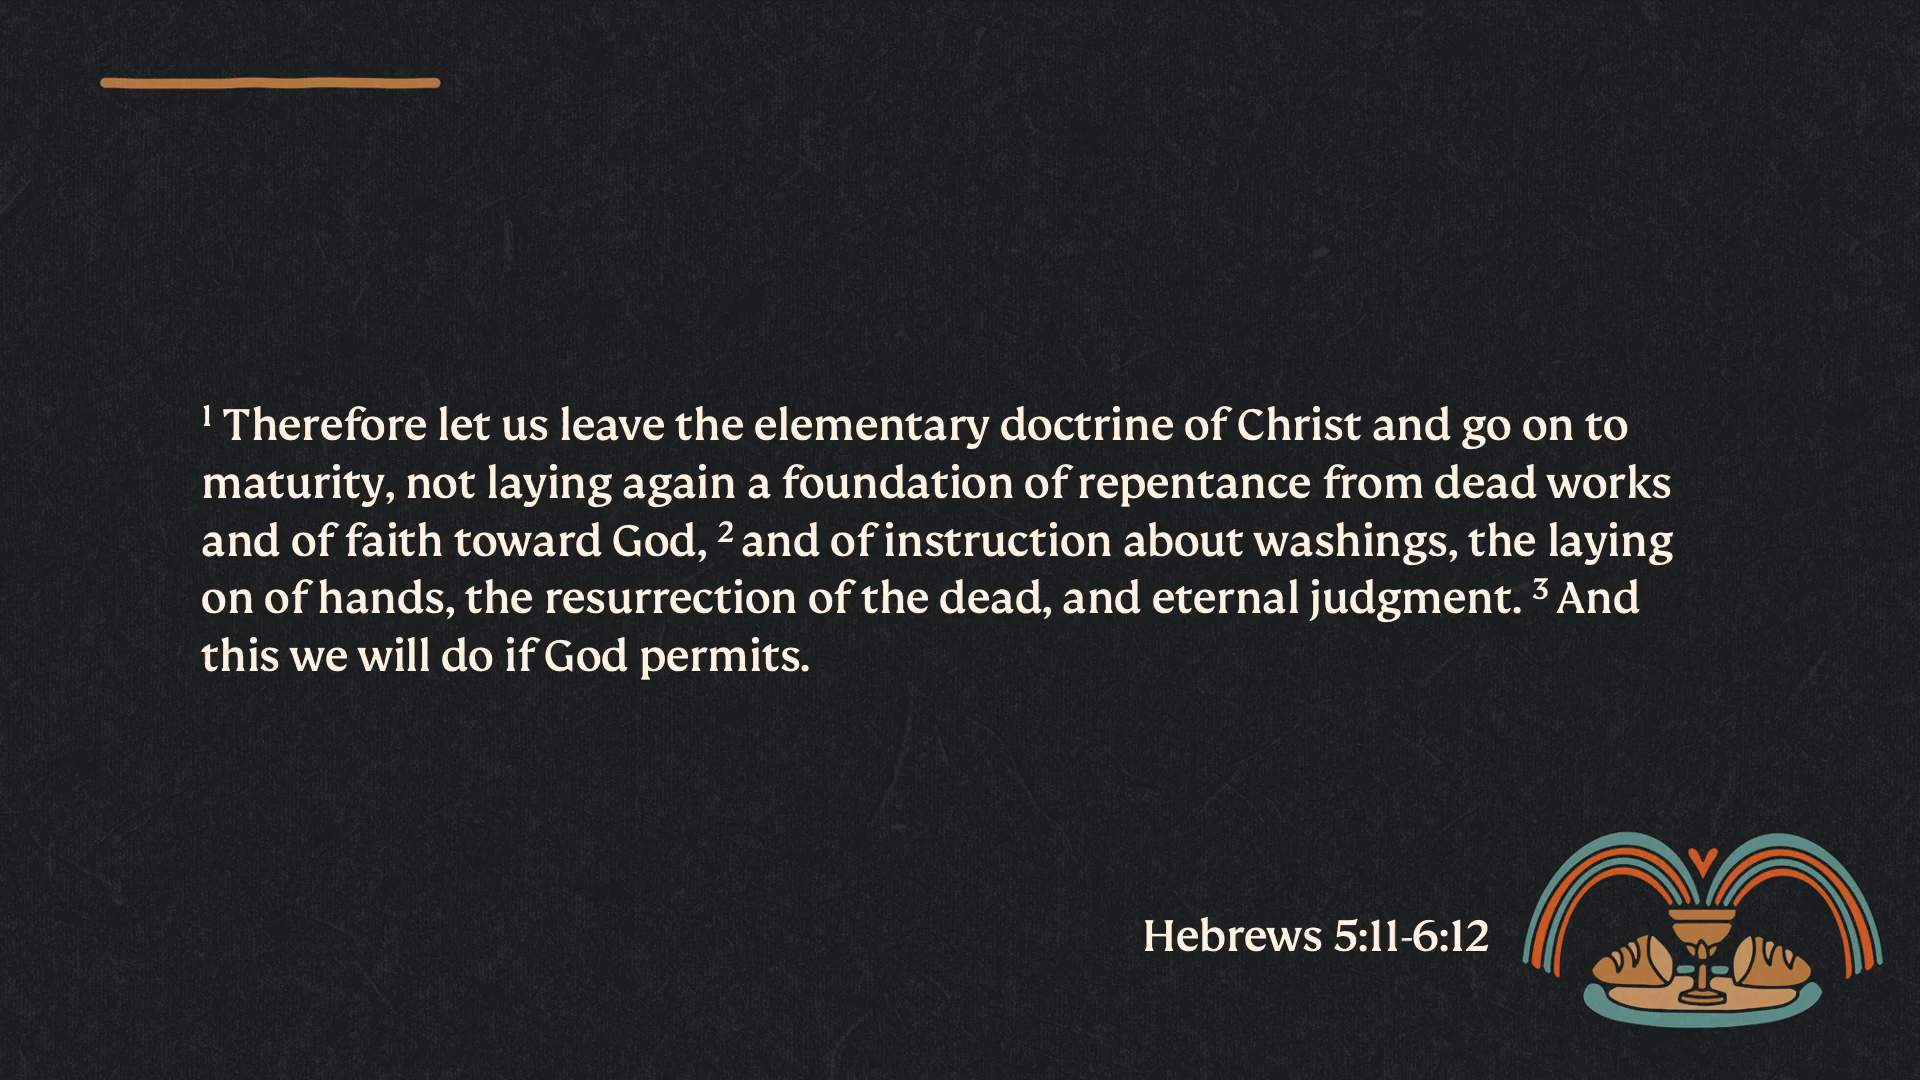 ¹ Therefore let us leave the elementary doctrine of Christ and go on to
maturity, not laying again a foundation of repentance from dead works
and of faith toward God, ² and of instruction about washings, the laying
on of hands, the resurrection of the dead, and eternal judgment. ³ And
this we will do if God permits.
Hebrews 5:11-6:12